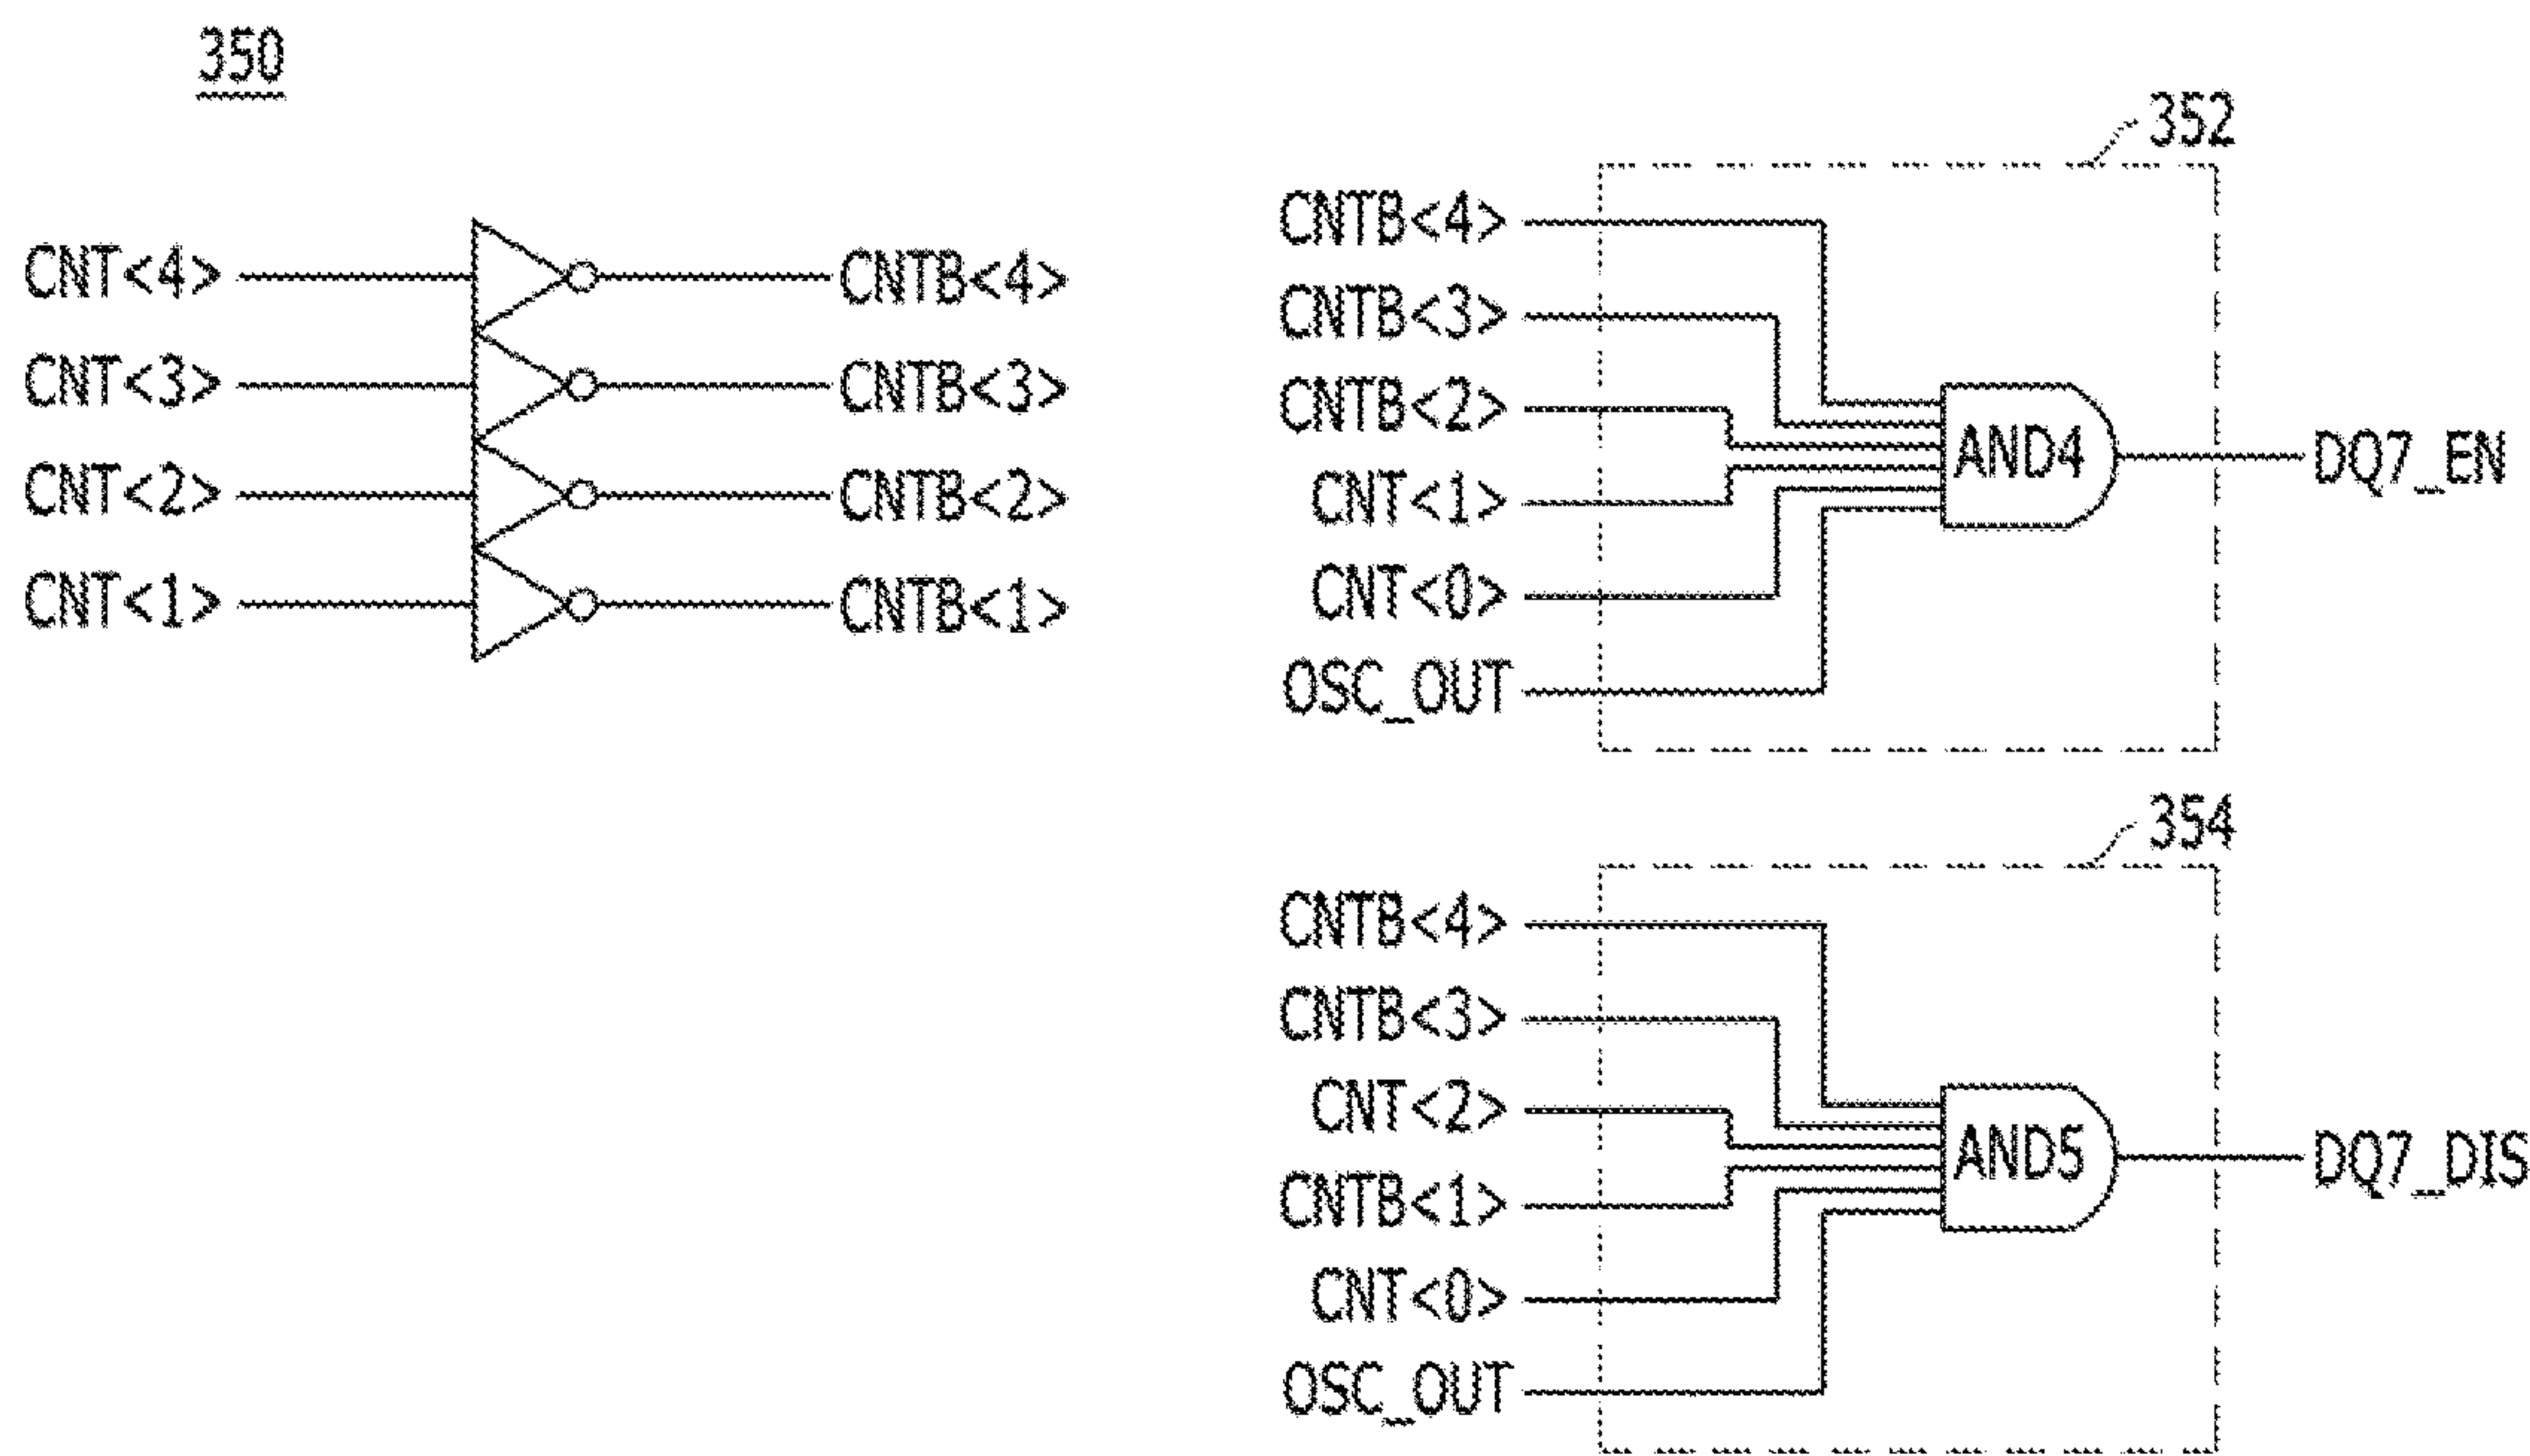 350
CNT<4>
CNTB<4>
CNT<3>
CNTB<3>
CNT<2>
CNTB<2>
CNT<1>
CNTB<1>
352
CNTB<4>
CNTB<3>
CNTB<2>
CNT<1>
CNT<0>
OSC_OUT
AND4
DQ7_EN
354
CNTB<4>
CNTB<3>
CNT<2>
CNTB<1>
CNT<0>
OSC_OUT
AND5
DQ7_DIS